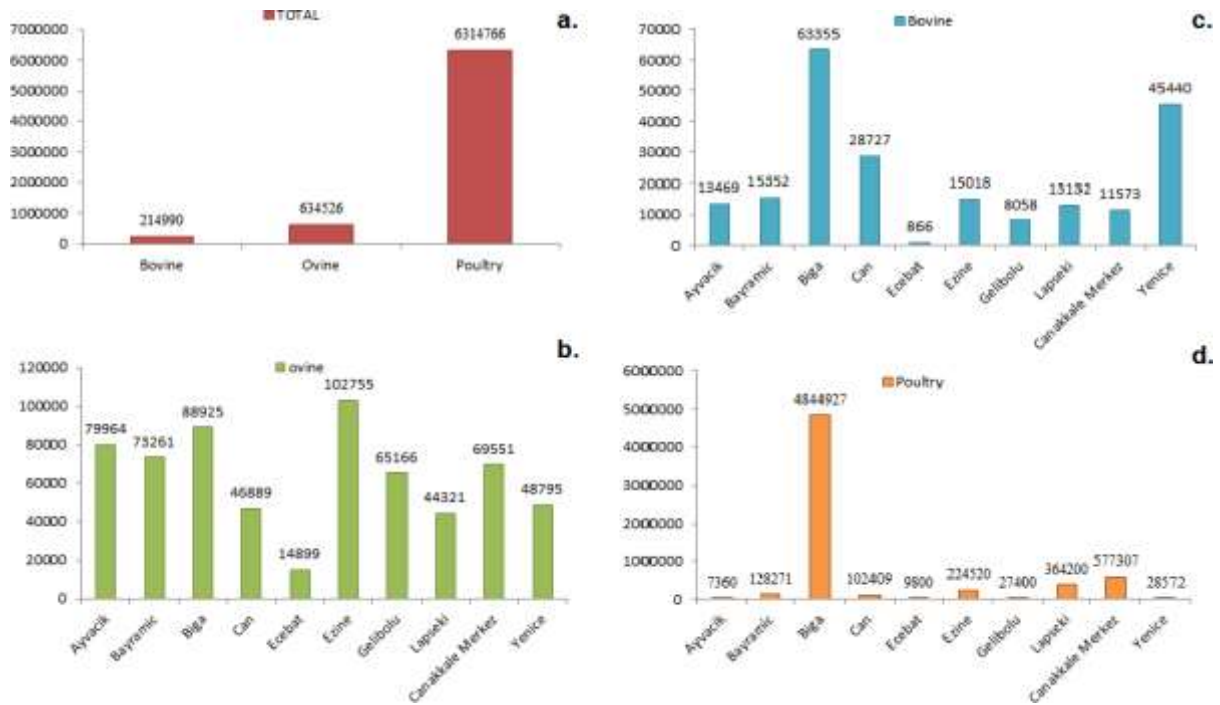 TOTAL
a.
7000000
6000000
5000000
4000000
3000000
2000000
1000000
0
214990
634526
6314766
Bovine
Ovine
Poultry
Bovine
c.
70000
60000
50000
40000
30000
20000
10000
0
13469
15352
63355
28727
866
15018
8058
13132
11573
45440
Ayvacik
Bayramic
Biga
Can
Ecebat
Ezine
Gelibolu
Lapseki
Canakkale Merkez
Yenice
ovine
b.
120000
100000
80000
60000
40000
20000
0
79964
73261
88925
46889
14899
102755
65166
44321
69551
48795
Ayvacik
Bayramic
Biga
Can
Ecebat
Ezine
Gelibolu
Lapseki
Canakkale Merkez
Yenice
Poultry
d.
6000000
5000000
4000000
3000000
2000000
1000000
0
7360
128271
4844927
102409
9800
224520
27400
364200
577307
28572
Ayvacik
Bayramic
Biga
Can
Ecebat
Ezine
Gelibolu
Lapseki
Canakkale Merkez
Yenice